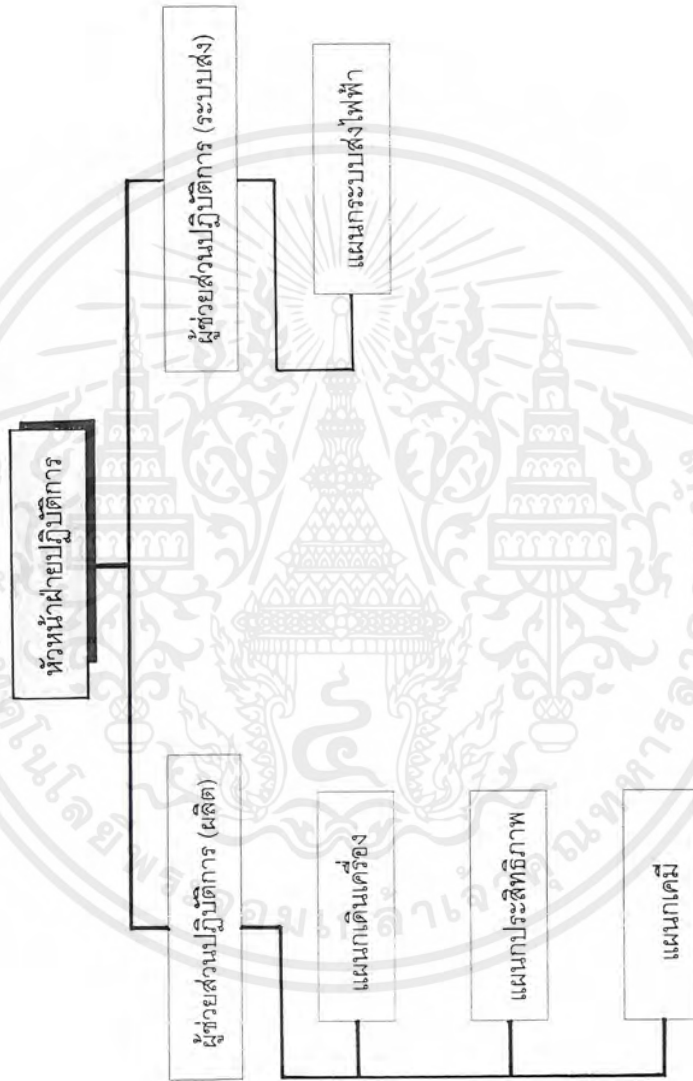 หัวหน้าฝ่ายปฏิบัติการ
ผู้ช่วยส่วนปฏิบัติการ (ผลิต)
แผนกเดินเครื่อง
แผนกประสิทธิภาพ
แผนกเคมี
ผู้ช่วยส่วนปฏิบัติการ (ระบบส่ง)
แผนกระบบส่งไฟฟ้า